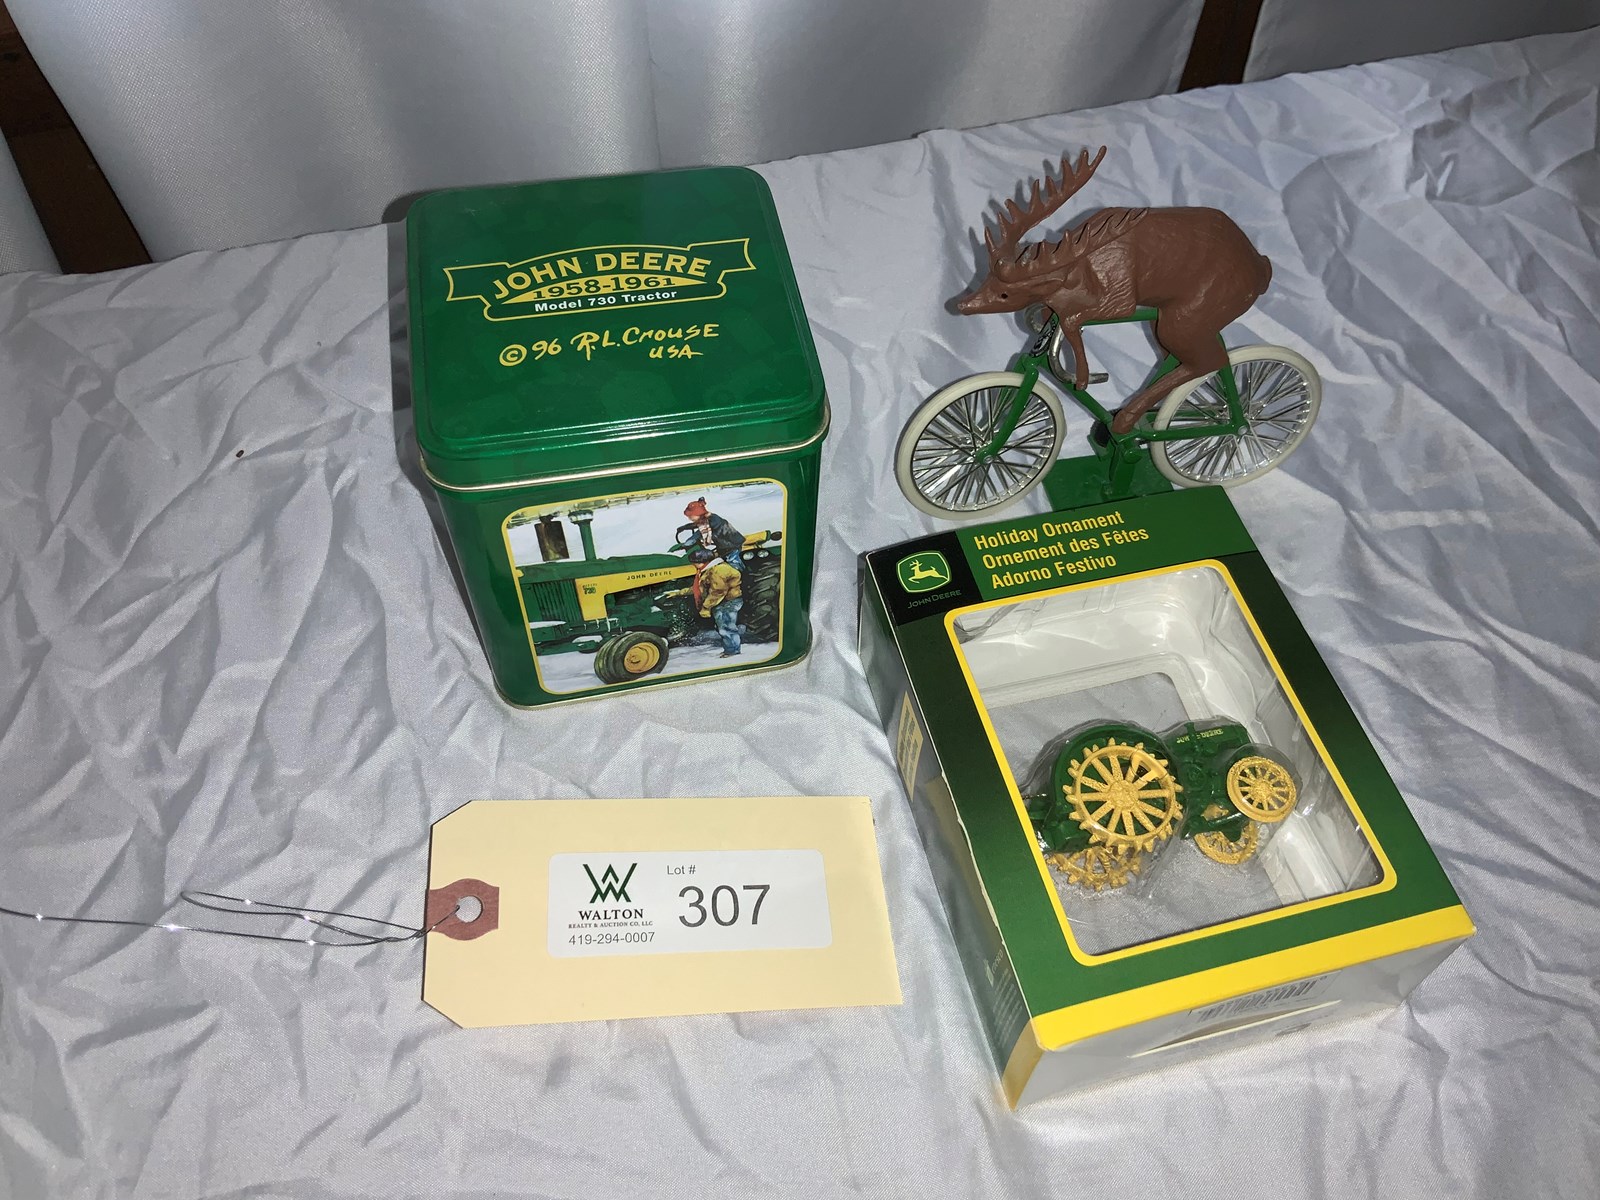 JOHN DEERE
1958-1961
Model 730 Tractor
© 96 R.L. CROUSE
USA
JOHN DEERE
730
Holiday Ornament
Ornement des Fêtes
Adorno Festivo
JOHN DEERE
WALTON
REALTY & AUCTION CO, LLC
419-294-0007
Lot #
307